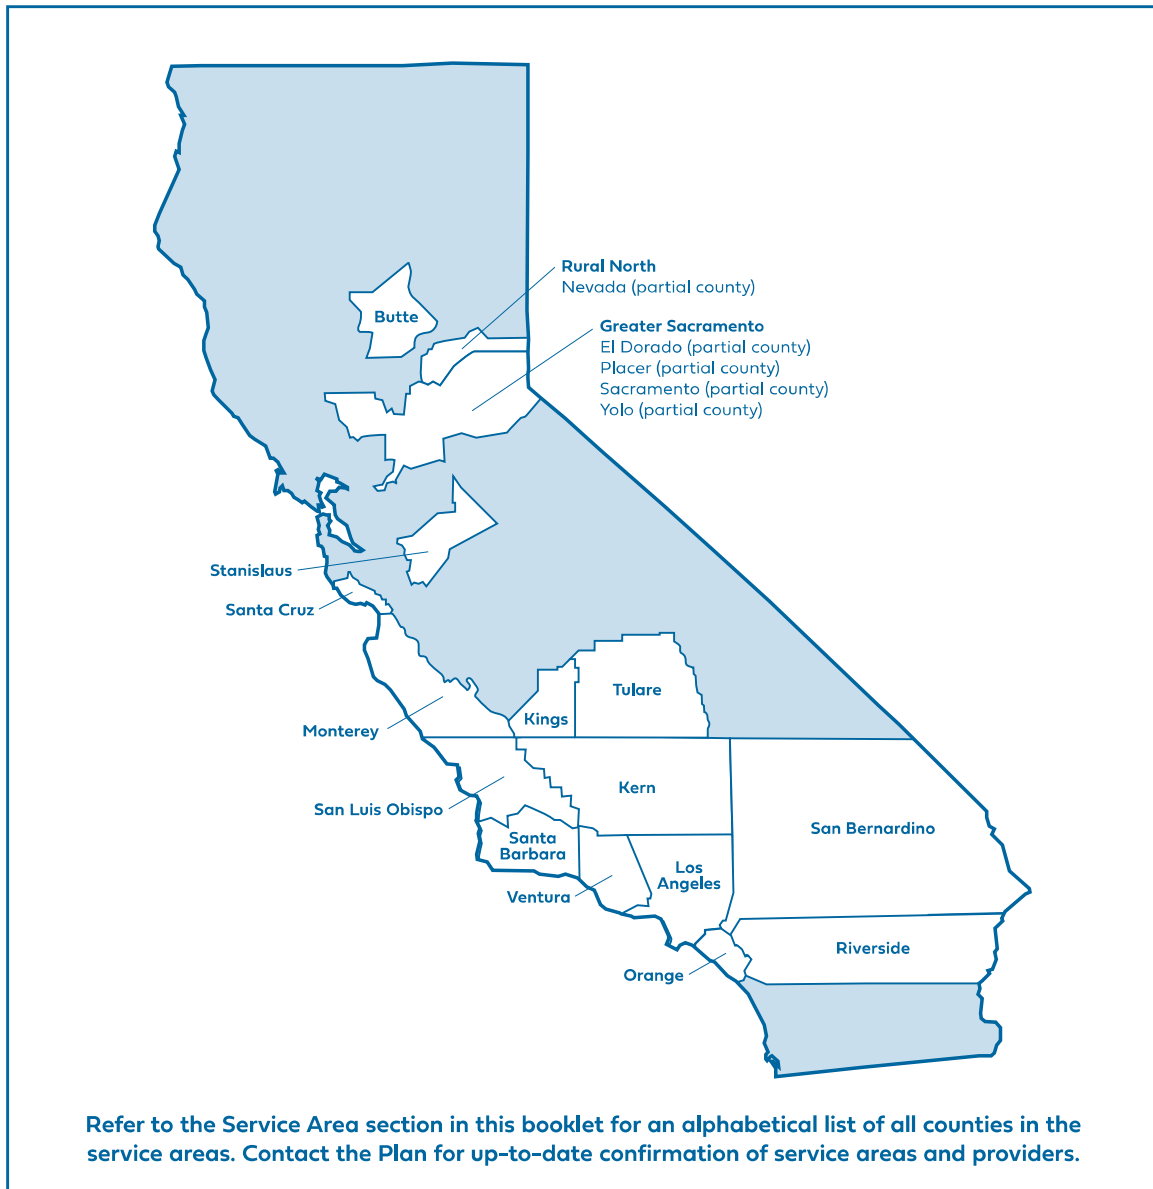 Rural North
Nevada (partial county)
Butte
Greater Sacramento
El Dorado (partial county)
Placer (partial county)
Sacramento (partial county)
Yolo (partial county)
Stanislaus
Santa Cruz
Tulare
Kings
Monterey
Kern
San Luis Obispo
San Bernardino
Santa
Barbara
Los
Angeles
Ventura
Riverside
Orange
Refer to the Service Area section in this booklet for an alphabetical list of all counties in the
service areas. Contact the Plan for up-to-date confirmation of service areas and providers.